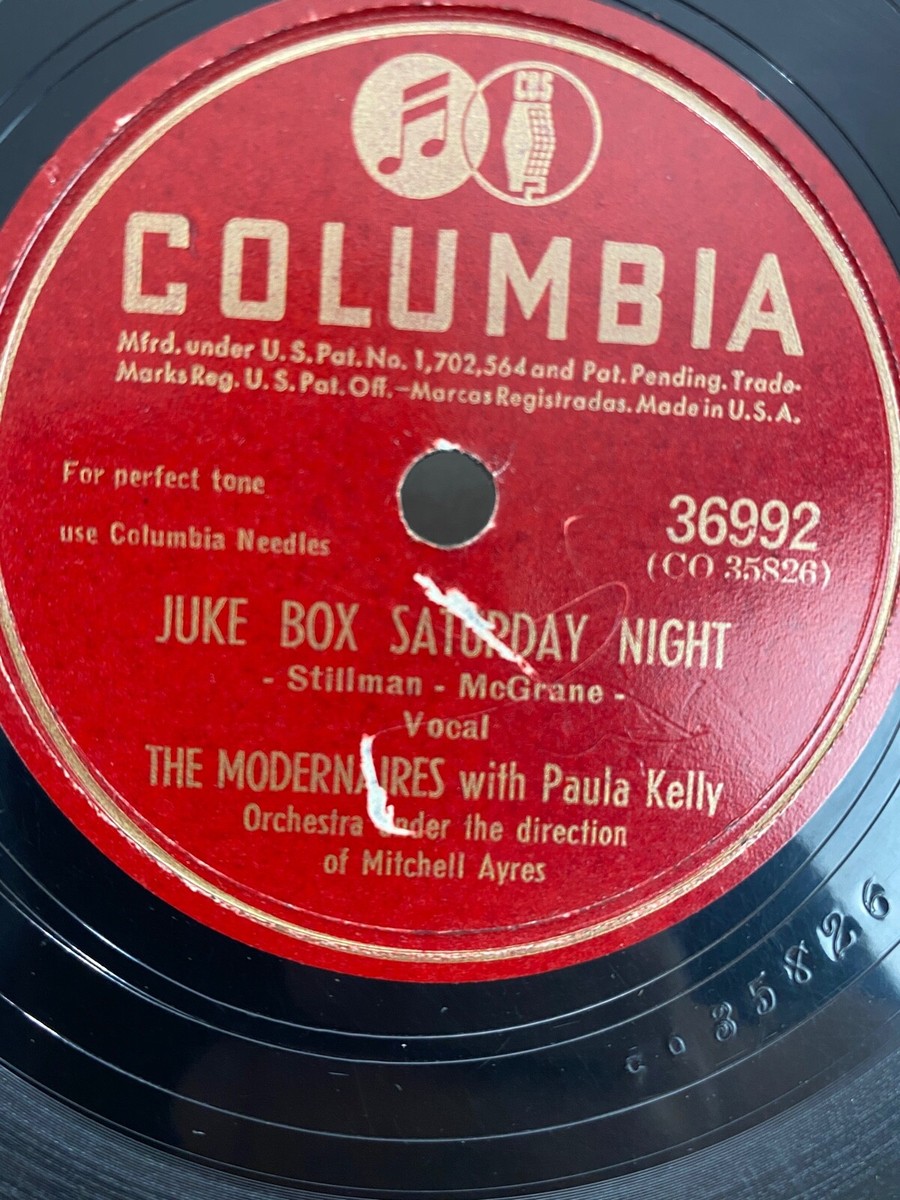 CBS
COLUMBIA
Mfrd. under U.S. Pat. No. 1,702,564 and Pat. Pending. Trade-
Marks Reg. U.S. Pat. Off.—Marcas Registradas. Made in U.S.A.
For perfect tone
use Columbia Needles
36992
(CO 35826)
JUKE BOX SATURDAY NIGHT
- Stillman - McGrane -
Vocal
THE MODERNAIRES with Paula Kelly
Orchestra under the direction
of Mitchell Ayres
CO 35826